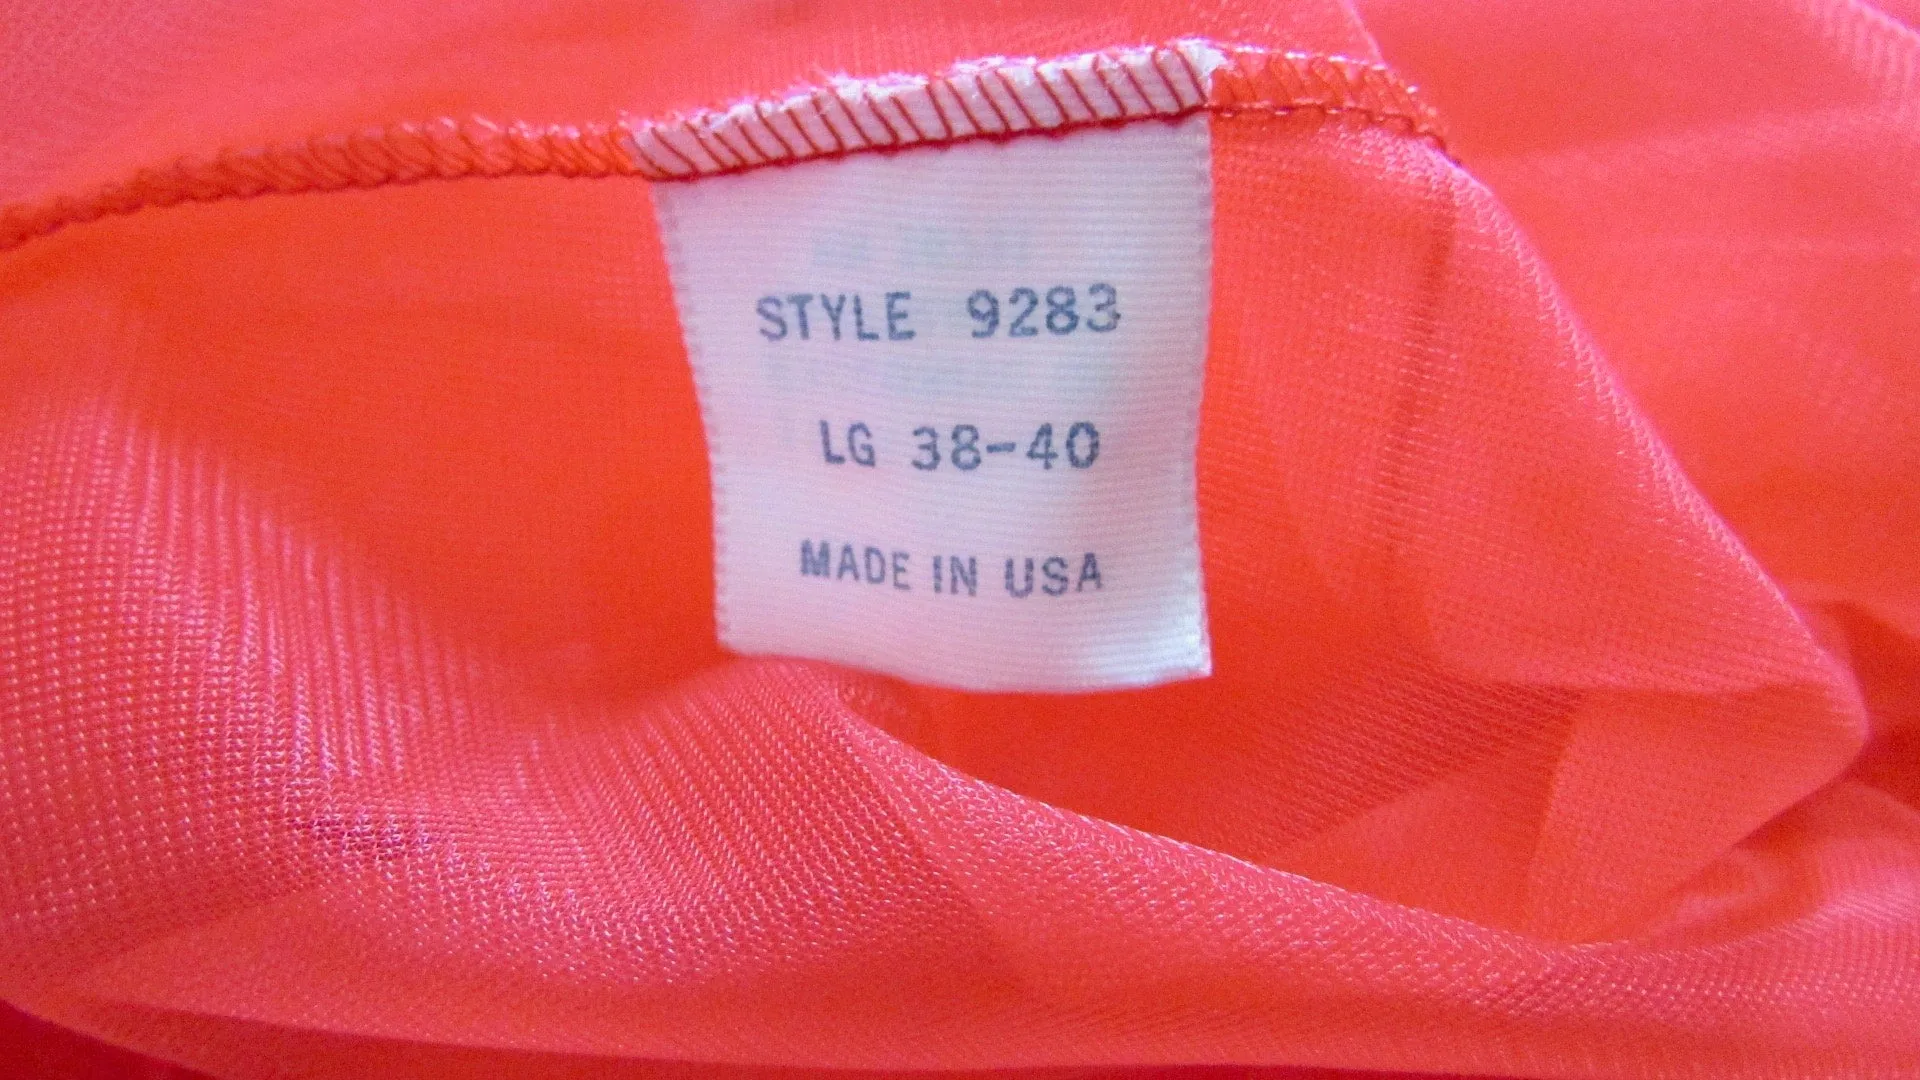 STYLE 9283
LG 38-40
MADE IN USA